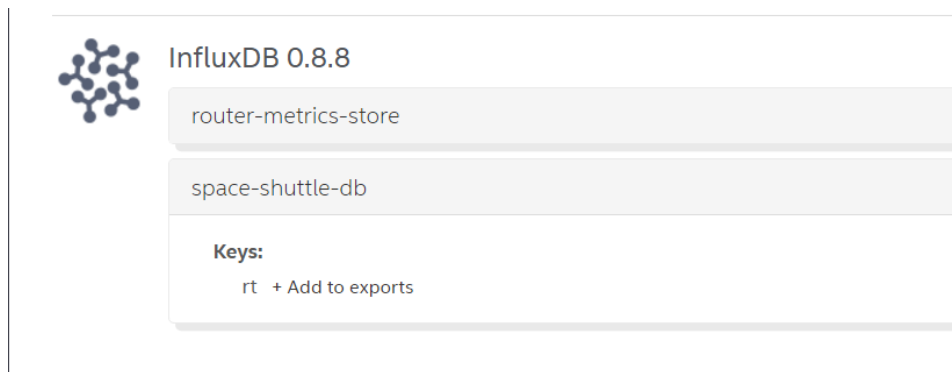 InfluxDB 0.8.8
router-metrics-store
space-shuttle-db
Keys:
rt + Add to exports